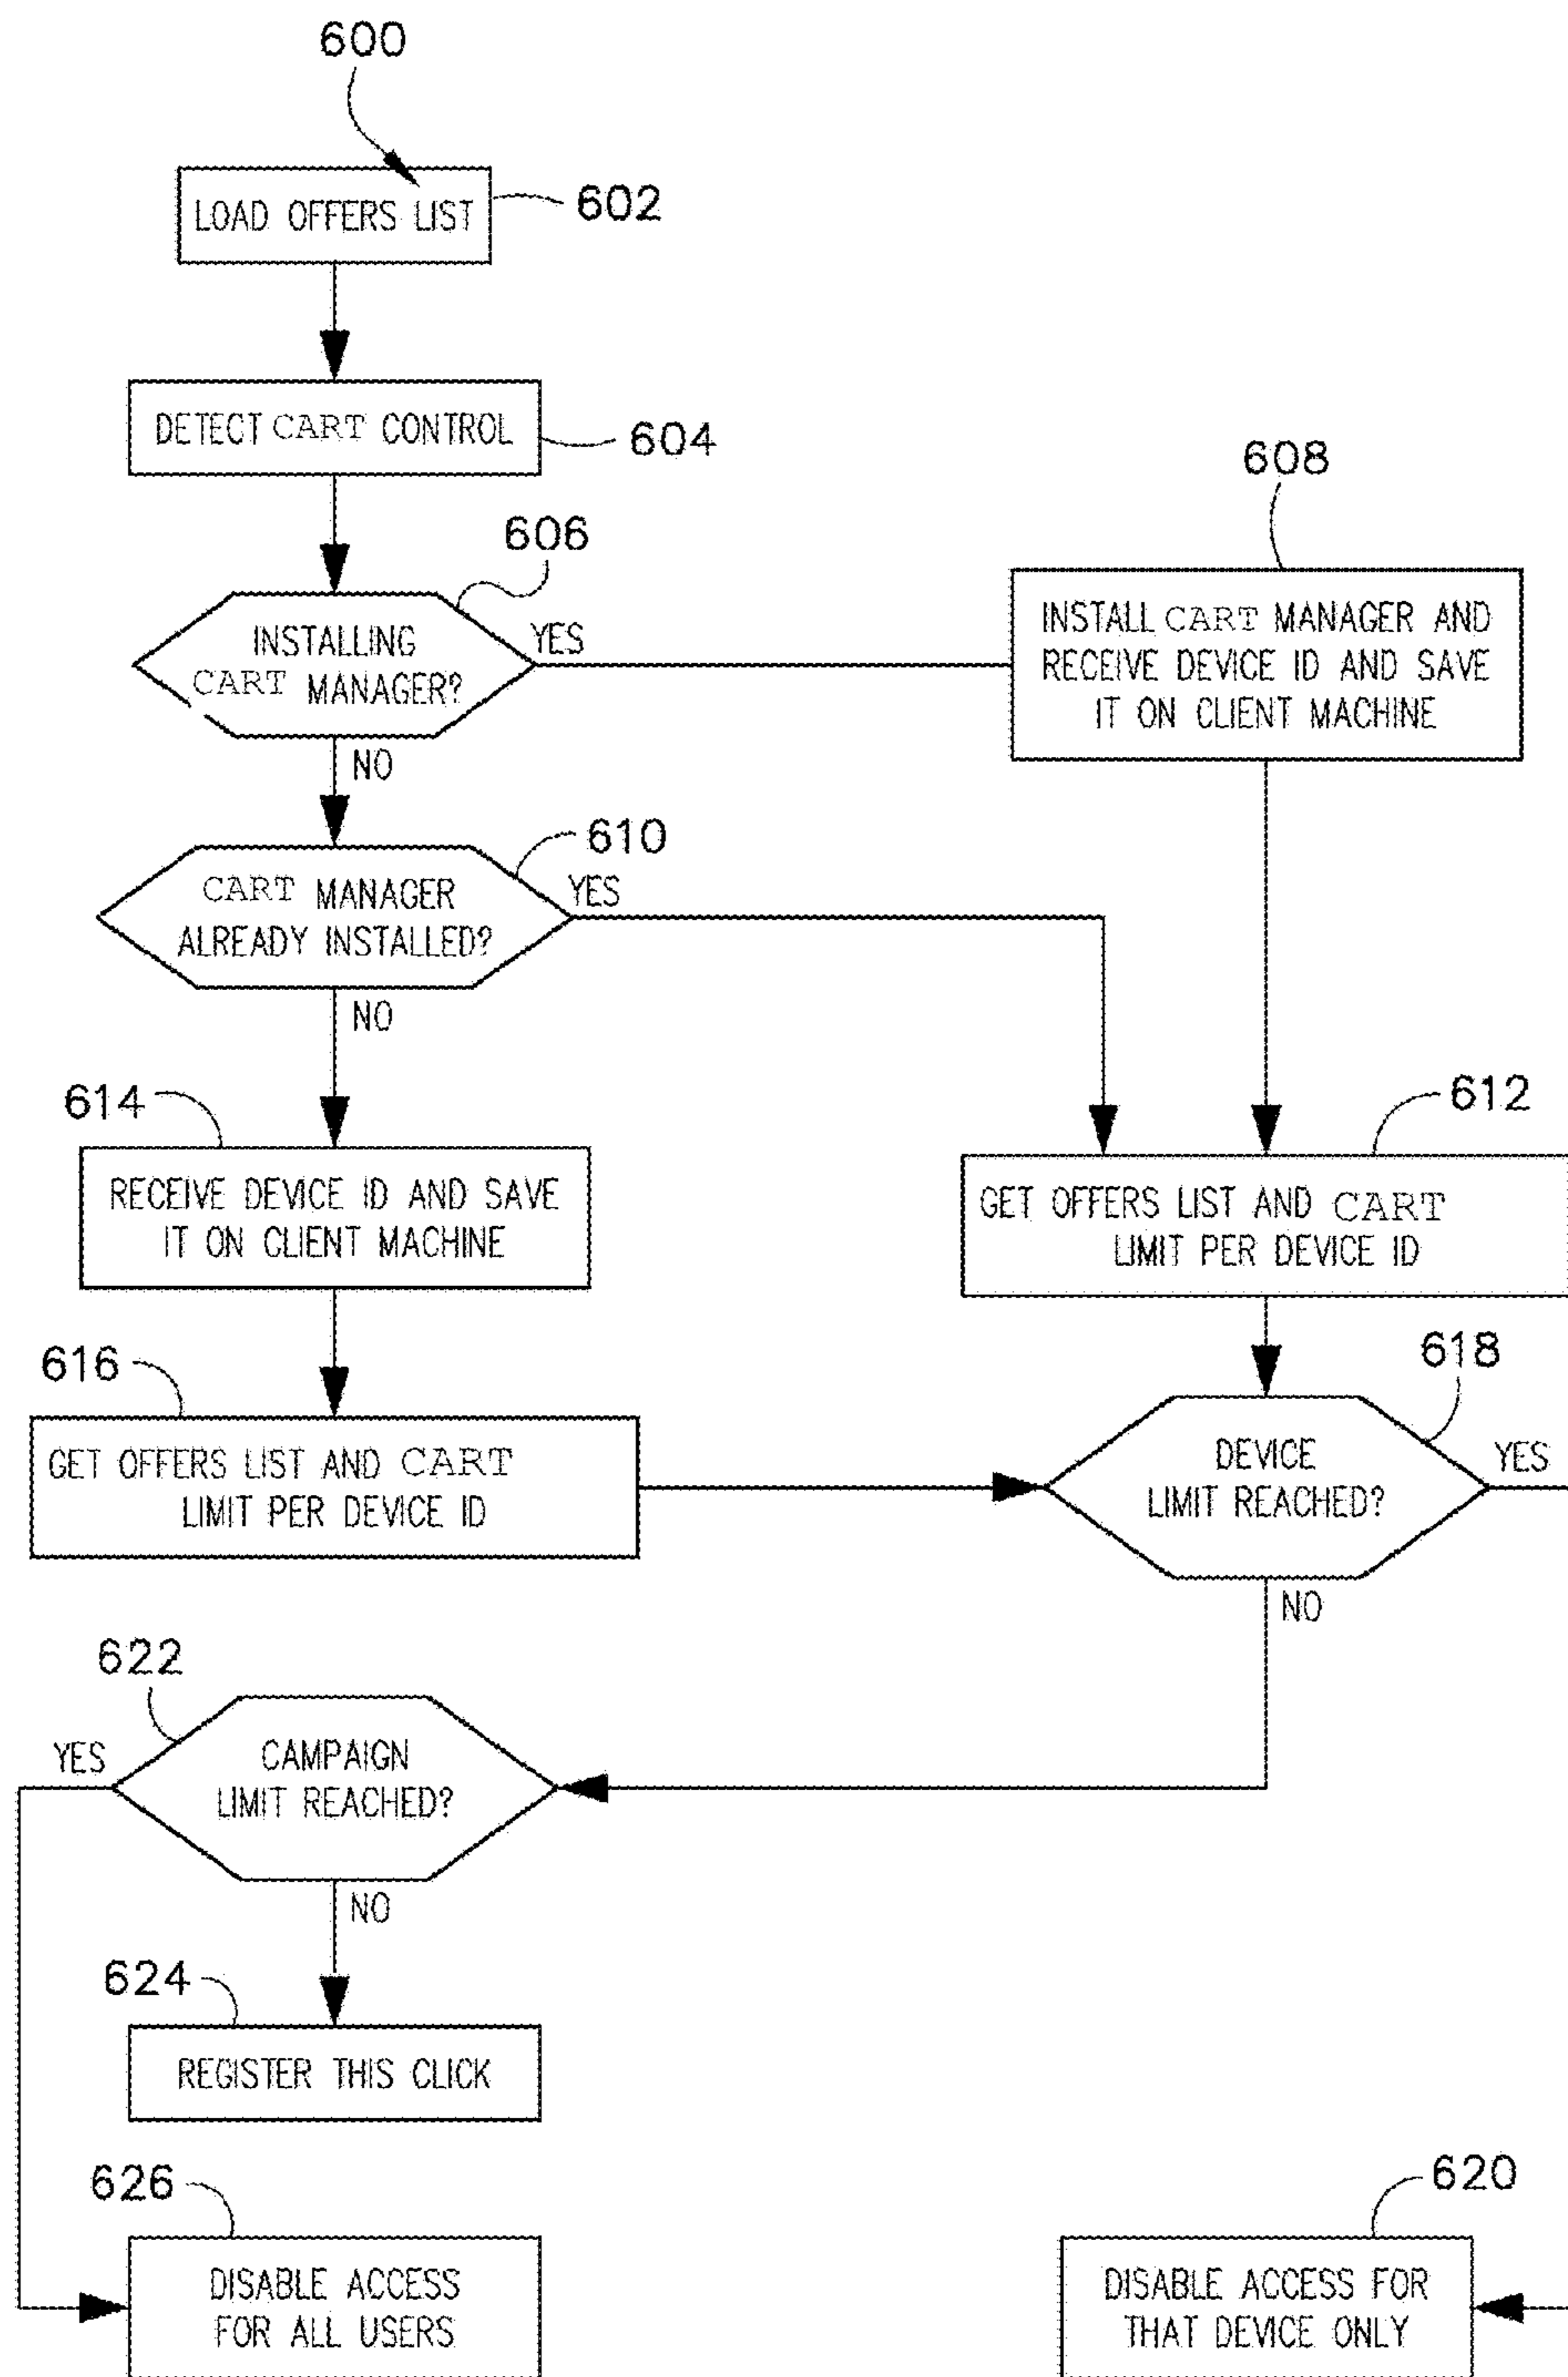 600
LOAD OFFERS LIST
602
DETECT CART CONTROL
604
606
INSTALLING
CART MANAGER?
YES
NO
608
INSTALL CART MANAGER AND
RECEIVE DEVICE ID AND SAVE
IT ON CLIENT MACHINE
610
CART MANAGER
ALREADY INSTALLED?
YES
NO
614
RECEIVE DEVICE ID AND SAVE
IT ON CLIENT MACHINE
612
GET OFFERS LIST AND CART
LIMIT PER DEVICE ID
616
GET OFFERS LIST AND CART
LIMIT PER DEVICE ID
618
DEVICE
LIMIT REACHED?
YES
NO
622
YES
CAMPAIGN
LIMIT REACHED?
NO
624
REGISTER THIS CLICK
626
DISABLE ACCESS
FOR ALL USERS
620
DISABLE ACCESS FOR
THAT DEVICE ONLY